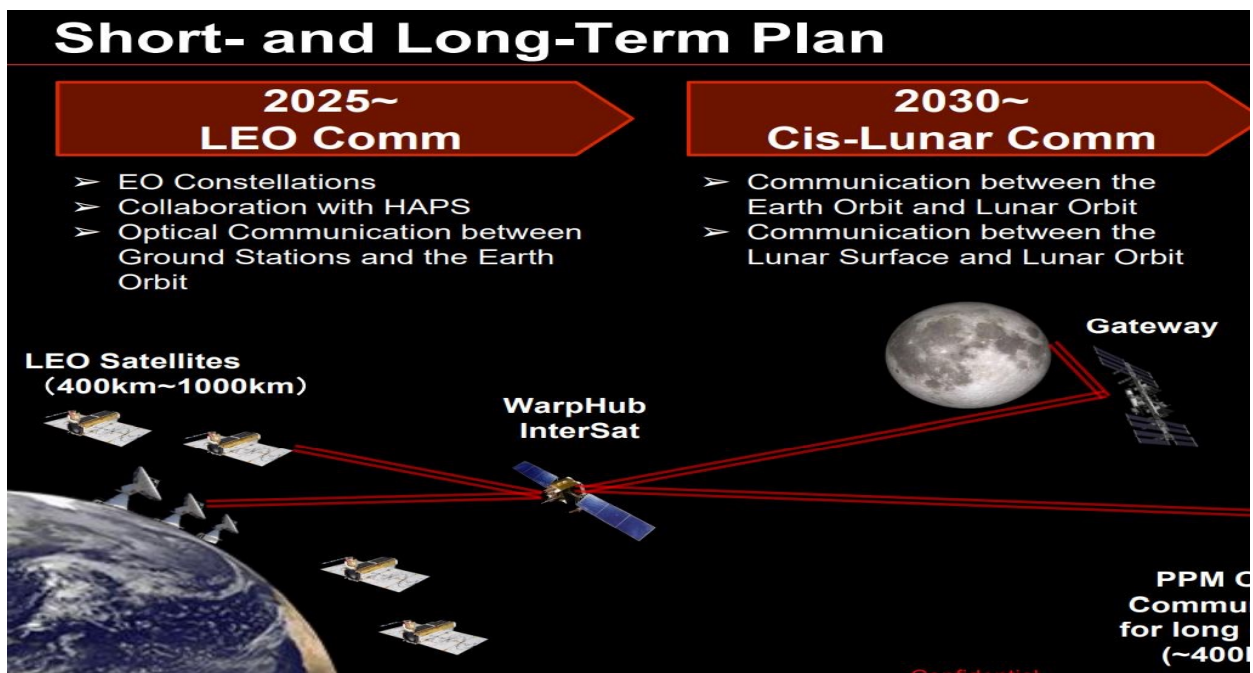 Short- and Long-Term Plan
2025~
LEO Comm
➢ EO Constellations
➢ Collaboration with HAPS
➢ Optical Communication between
Ground Stations and the Earth
Orbit
2030~
Cis-Lunar Comm
➢ Communication between the
Earth Orbit and Lunar Orbit
➢ Communication between the
Lunar Surface and Lunar Orbit
Gateway
LEO Satellites
(400km~1000km)
WarpHub
InterSat
PPM
for long